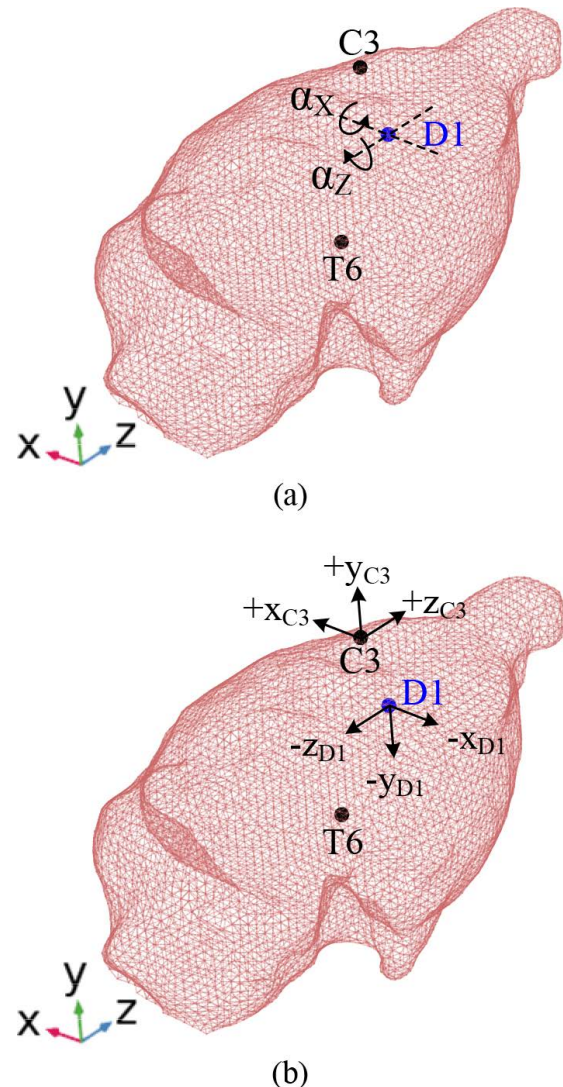 C3
αX
D1
αZ
T6
y
x z
(a)
+yC3
+xC3 +zC3
C3
D1
-zD1 -xD1
-yD1
T6
y
x z
(b)